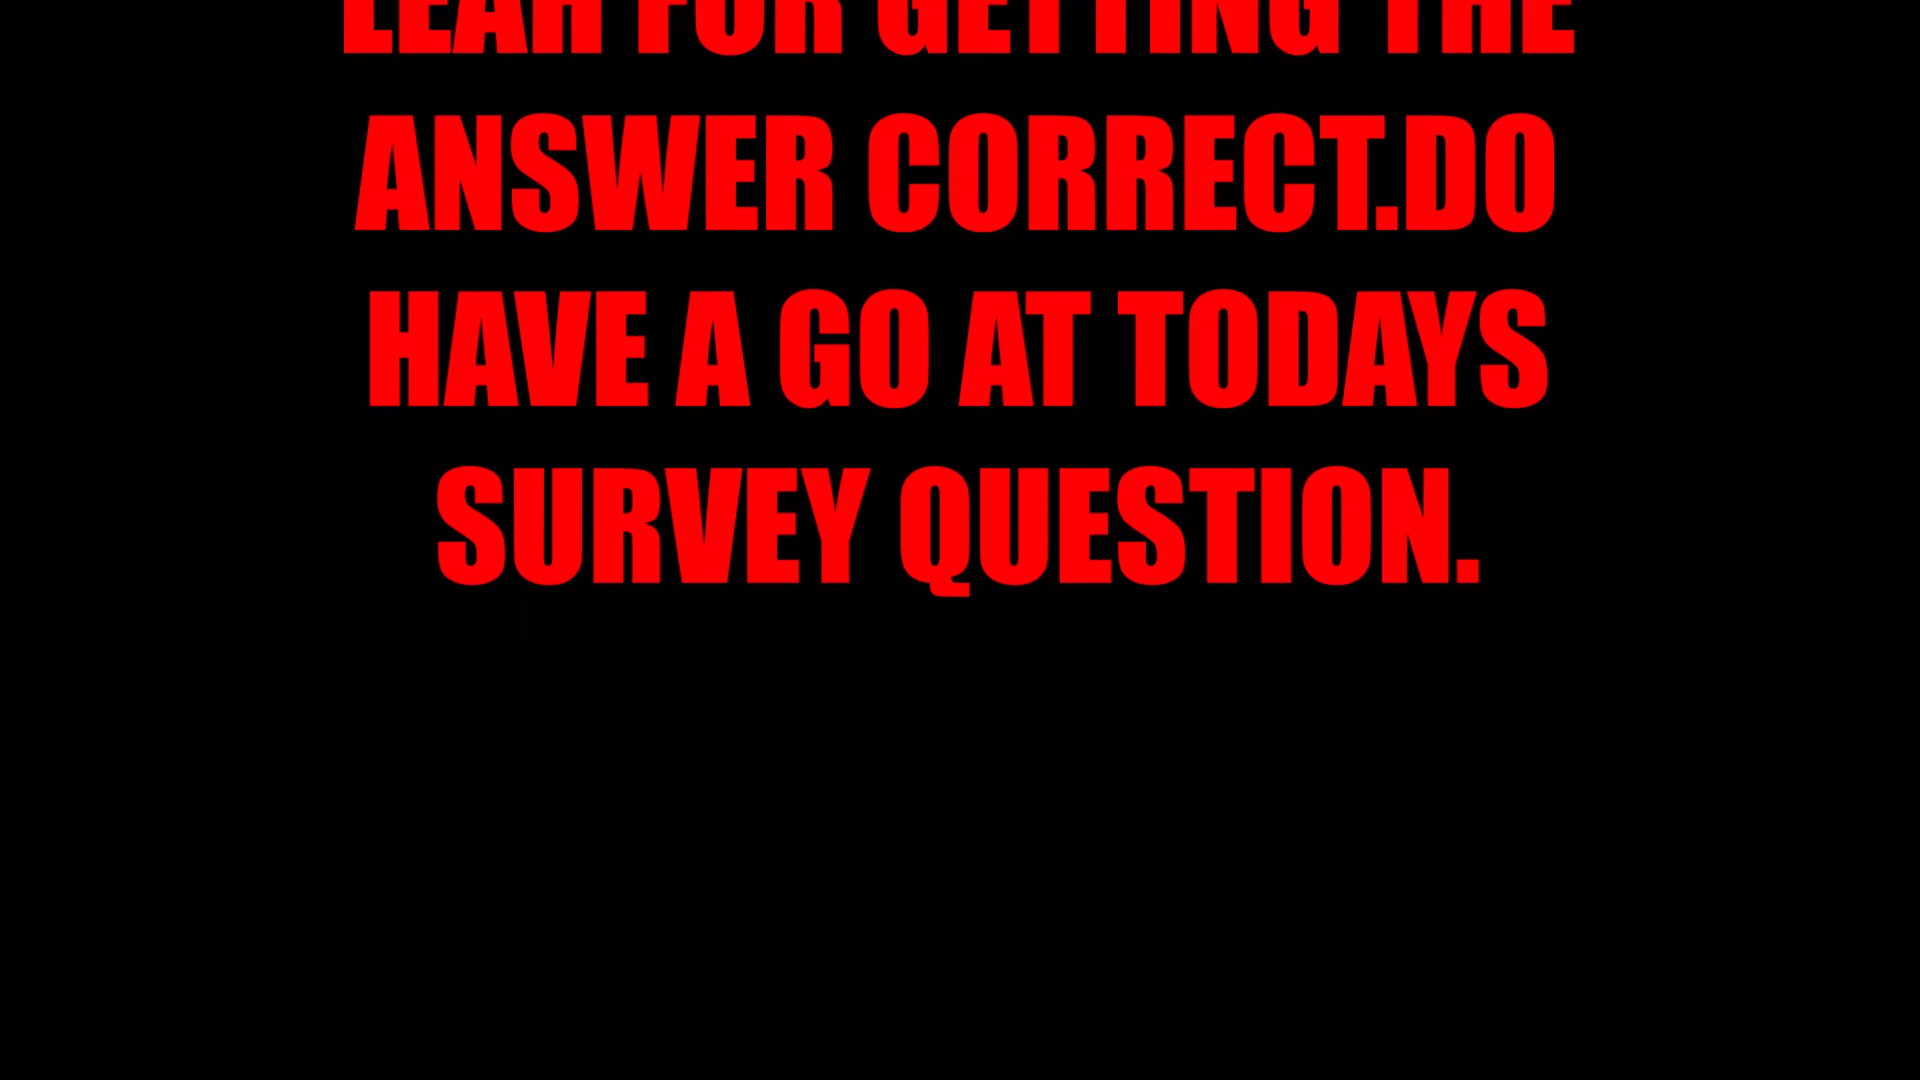 LEAH FOR GETTING THE
ANSWER CORRECT.DO
HAVE A GO AT TODAYS
SURVEY QUESTION.